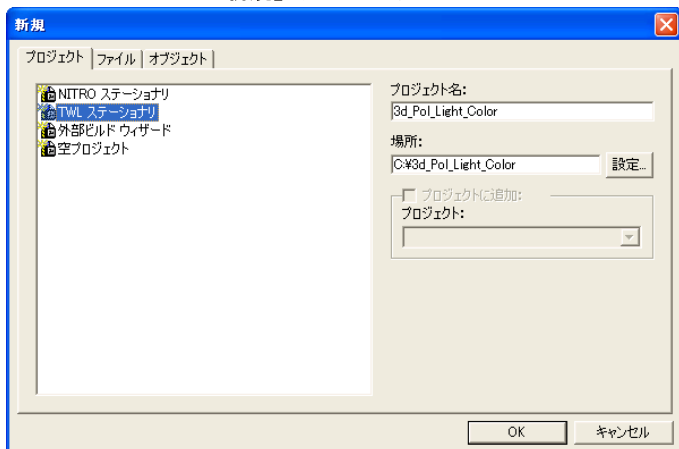 新規
プロジェクト ファイル オブジェクト
NITRO ステーショナリ
TWL ステーショナリ
外部ビルド ウィザード
空プロジェクト
プロジェクト名:
3d_Pol_Light_Color
場所:
C:¥3d_Pol_Light_Color
設定...
プロジェクトに追加:
プロジェクト:
OK
キャンセル